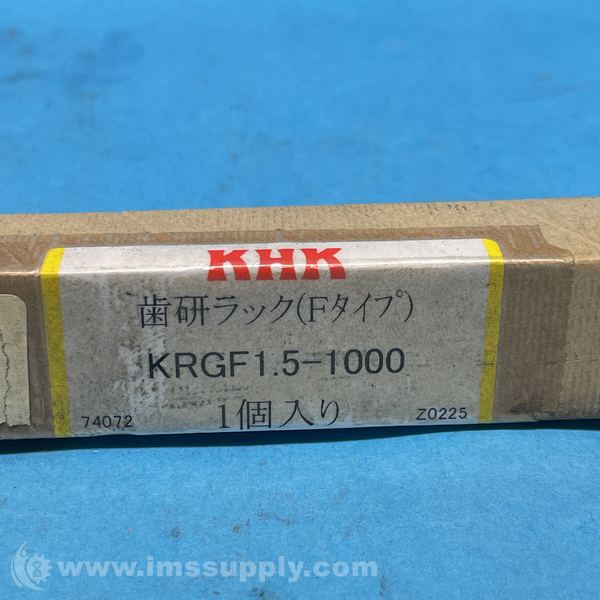 KHK
歯研ラック(Fタイプ)
KRGF1.5-1000
74072 1個入り Z0225
www.imssupply.com